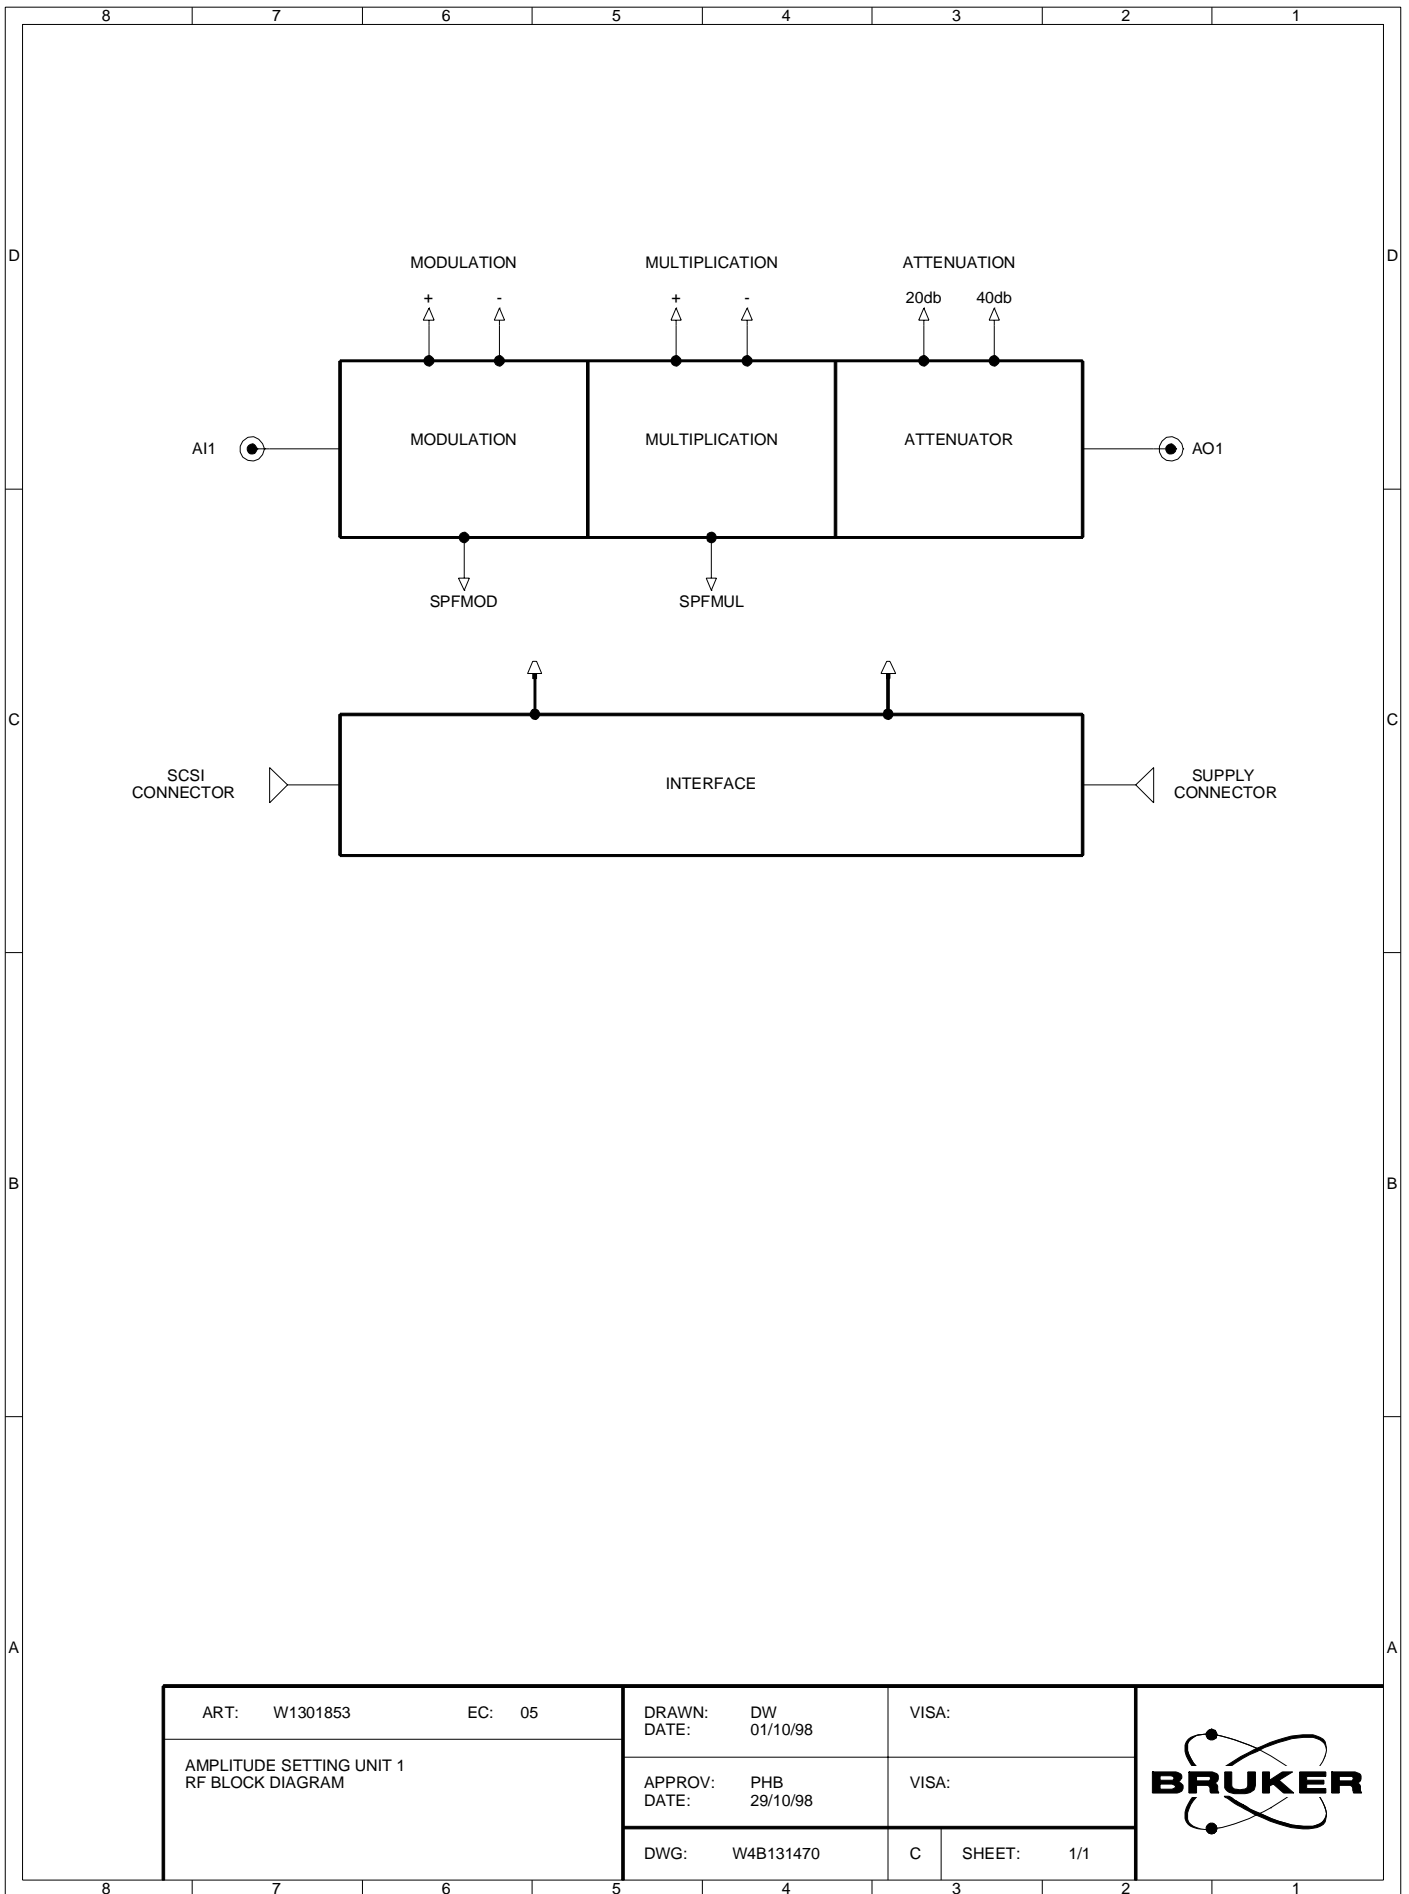 8 7 6 5 4 3 2 1
D D
MODULATION MULTIPLICATION ATTENUATION
+ - + - 20db 40db
MODULATION MULTIPLICATION ATTENUATOR
AI1 AO1
SPFMOD SPFMUL
C C
SCSI
CONNECTOR
INTERFACE
SUPPLY
CONNECTOR
B B
A A
ART: W1301853 EC: 05
AMPLITUDE SETTING UNIT 1
RF BLOCK DIAGRAM
DRAWN: DW
DATE: 01/10/98
VISA:
APPROV: PHB
DATE: 29/10/98
VISA:
DWG: W4B131470 C SHEET: 1/1
BRUKER
8 7 6 5 4 3 2 1